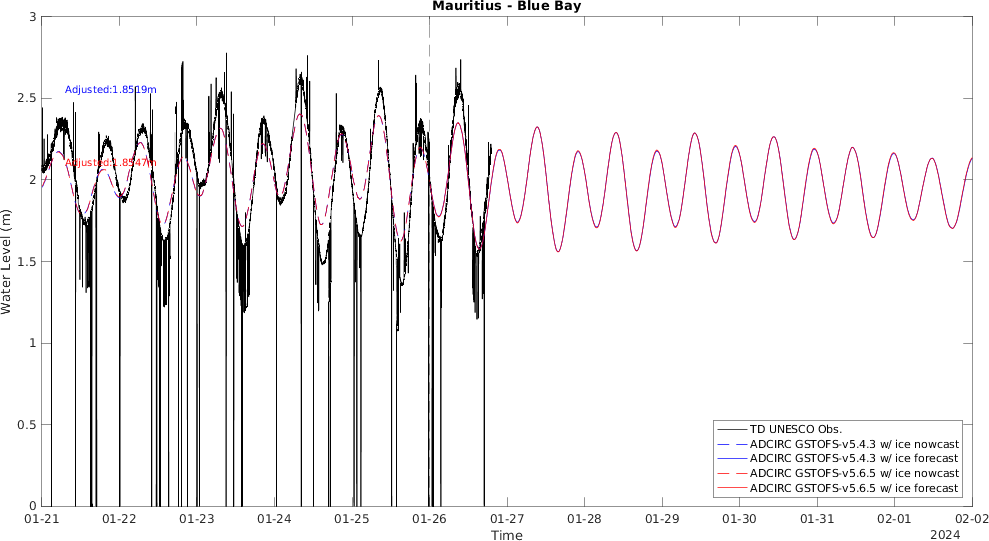 Mauritius - Blue Bay
3
2.5
2
1.5
1
0.5
0
Water Level (m)
Adjusted:1.8519m
Adjusted:1.8547m
TD UNESCO Obs.
ADCIRC GSTOFS-v5.4.3 w/ ice nowcast
ADCIRC GSTOFS-v5.4.3 w/ ice forecast
ADCIRC GSTOFS-v5.6.5 w/ ice nowcast
ADCIRC GSTOFS-v5.6.5 w/ ice forecast
01-21 01-22 01-23 01-24 01-25 01-26 01-27 01-28 01-29 01-30 01-31 02-01 02-02
Time
2024